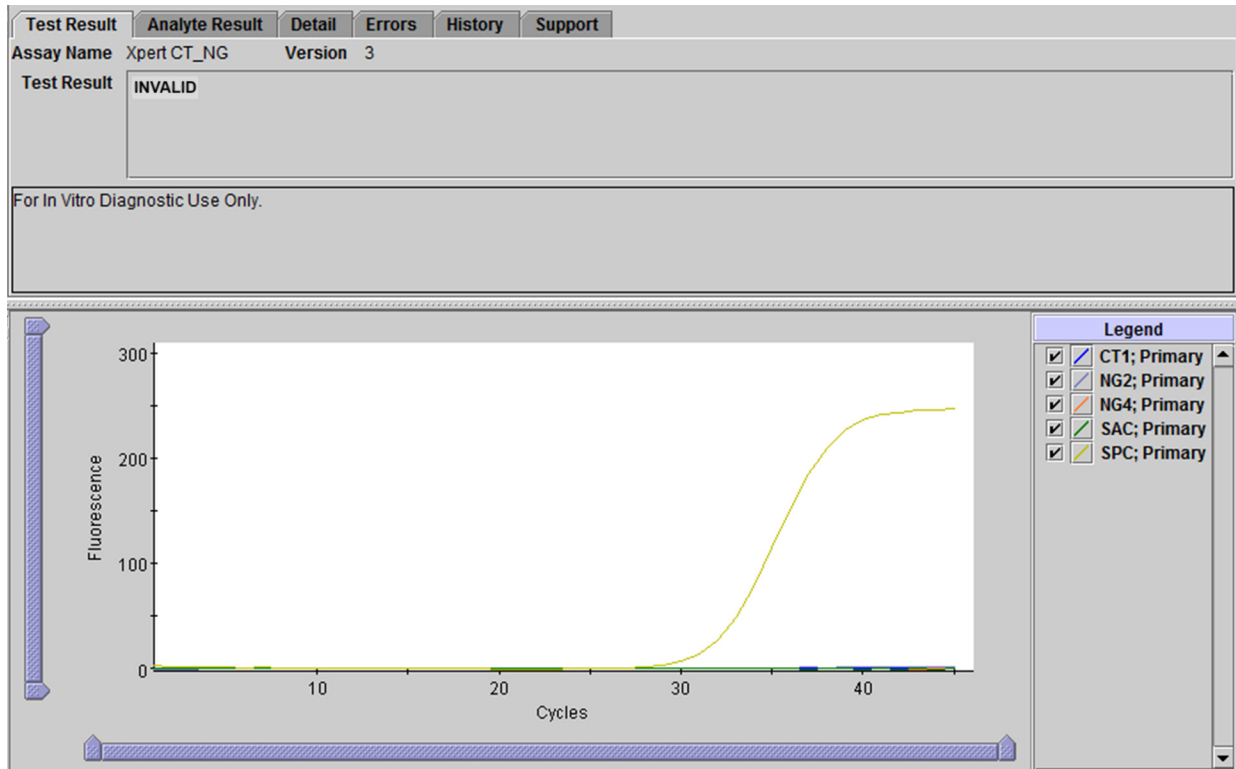 Test Result Analyte Result Detail Errors History Support
Assay Name Xpert CT_NG Version 3
Test Result INVALID
For In Vitro Diagnostic Use Only.
300
200
100
0
Fluorescence
10 20 30 40
Cycles
Legend
CT1; Primary
NG2; Primary
NG4; Primary
SAC; Primary
SPC; Primary